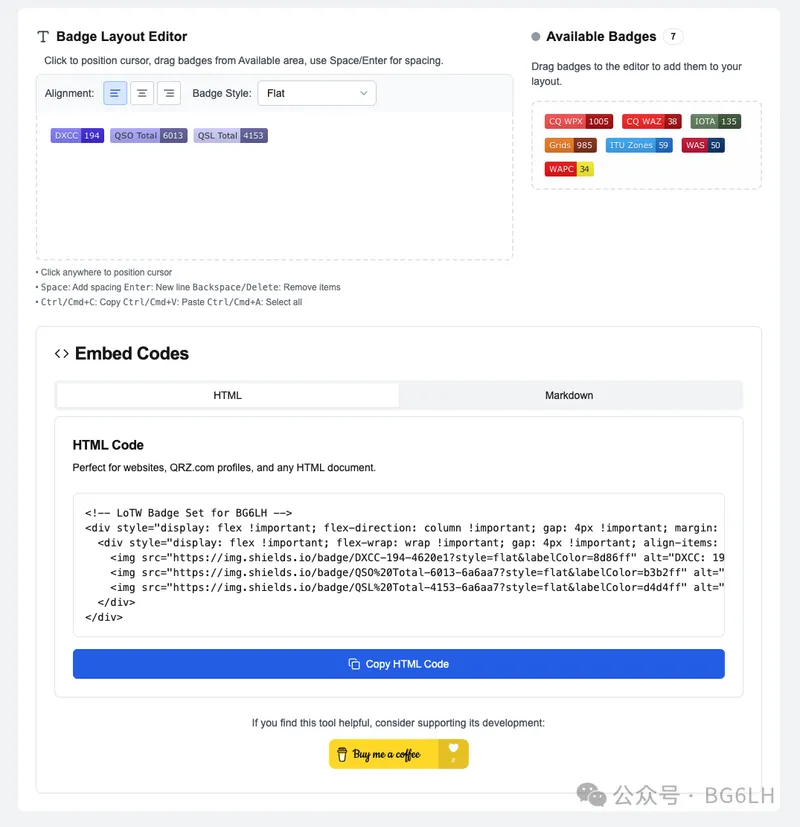 Badge Layout Editor
Click to position cursor, drag badges from Available area, use Space/Enter for spacing.
Alignment:
Badge Style: Flat
DXCC 194 QSO Total 6013 QSL Total 4153
• Click anywhere to position cursor
• Space: Add spacing Enter: New line Backspace/Delete: Remove items
• Ctrl/Cmd+C: Copy Ctrl/Cmd+V: Paste Ctrl/Cmd+A: Select all
Available Badges 7
Drag badges to the editor to add them to your
layout.
CQ WPX 1005 CQ WAZ 38 IOTA 135
Grids 985 ITU Zones 59 WAS 50
WAPC 34
<> Embed Codes
HTML Markdown
HTML Code
Perfect for websites, QRZ.com profiles, and any HTML document.
<!-- LoTW Badge Set for BG6LH -->
<div style="display: flex !important; flex-direction: column !important; gap: 4px !important; margin:
<div style="display: flex !important; flex-wrap: wrap !important; gap: 4px !important; align-items:
<img src="https://img.shields.io/badge/DXCC-194-4620e1?style=flat&labelColor=8d86ff" alt="DXCC: 19
<img src="https://img.shields.io/badge/QSO%20Total-6013-6a6aa7?style=flat&labelColor=b3b2ff" alt="
<img src="https://img.shields.io/badge/QSL%20Total-4153-6a6aa7?style=flat&labelColor=d4d4ff" alt="
</div>
</div>
Copy HTML Code
If you find this tool helpful, consider supporting its development:
Buy me a coffee
公众号 · BG6LH